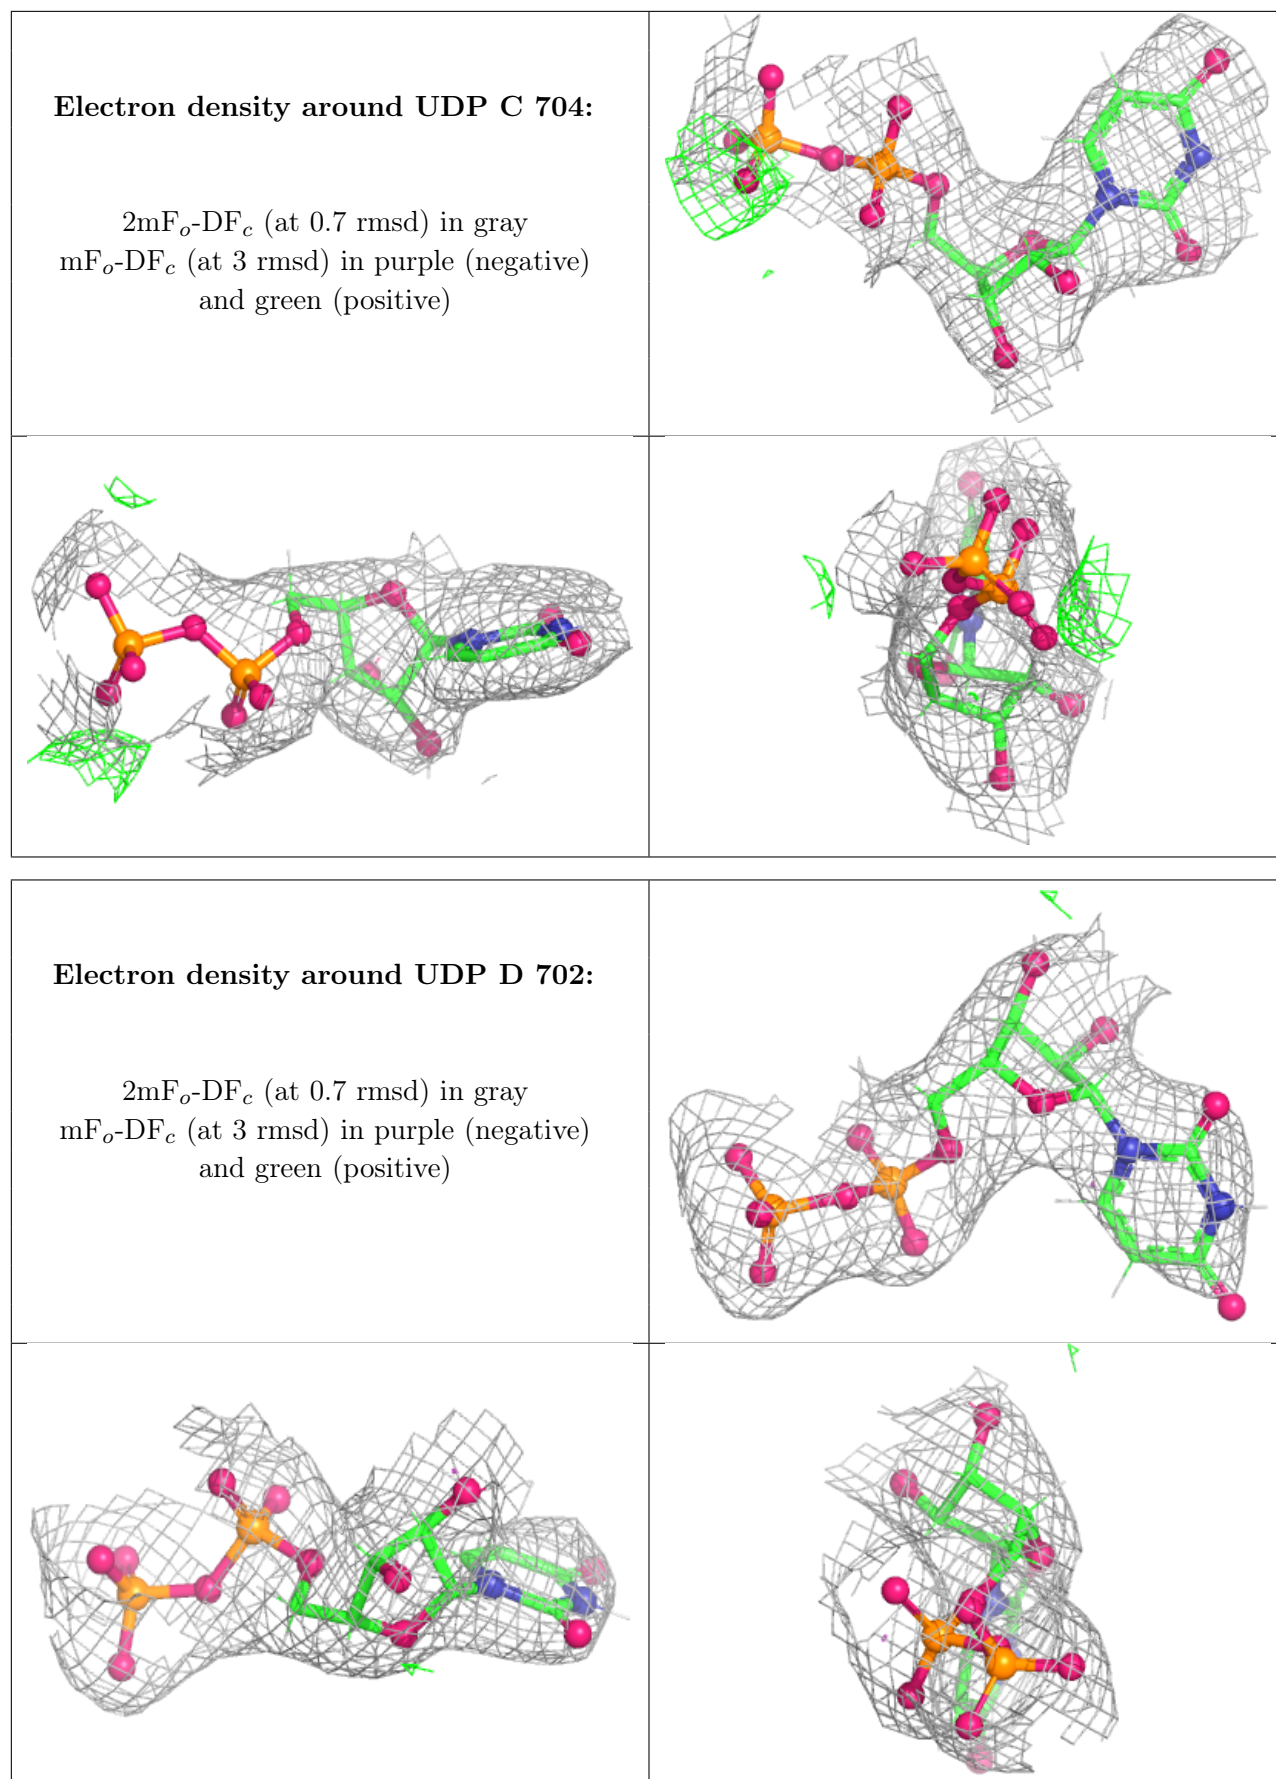 Electron density around UDP C 704:
2mFo-DFc (at 0.7 rmsd) in gray
mFo-DFc (at 3 rmsd) in purple (negative)
and green (positive)
Electron density around UDP D 702:
2mFo-DFc (at 0.7 rmsd) in gray
mFo-DFc (at 3 rmsd) in purple (negative)
and green (positive)